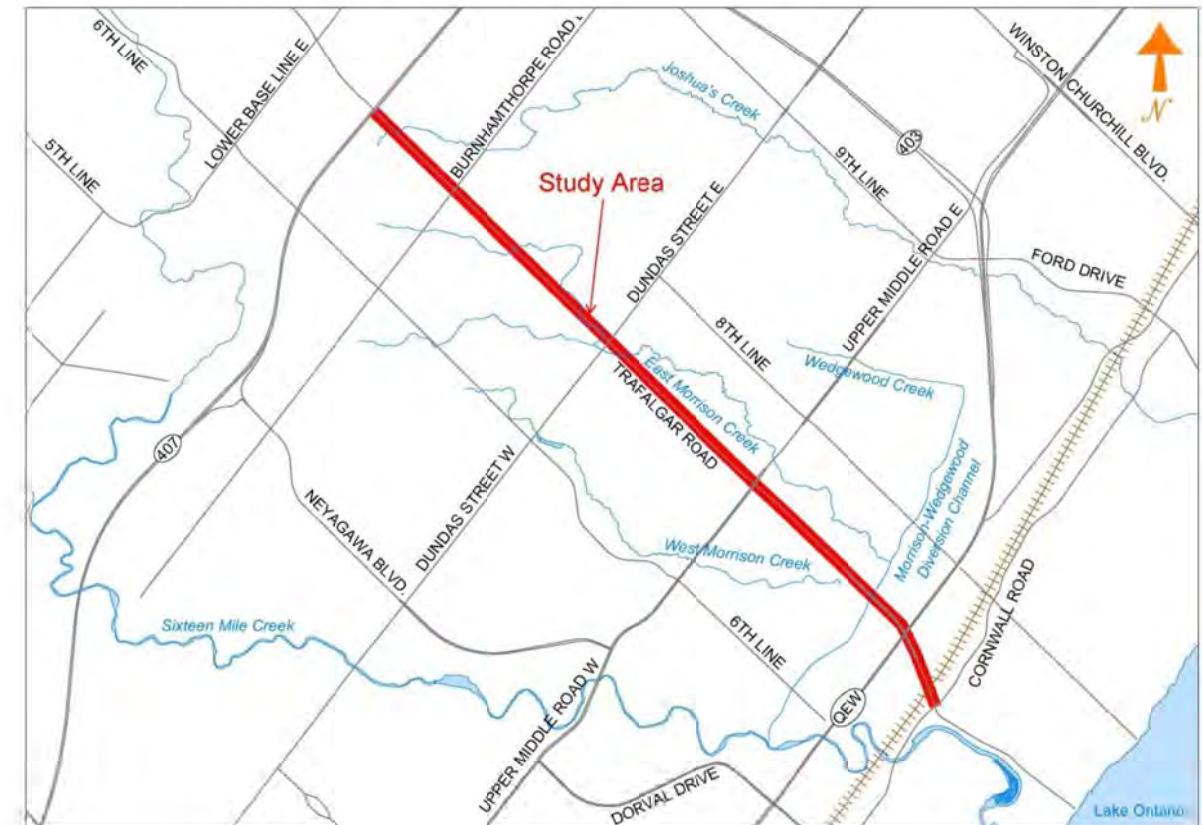 6TH LINE
LOWER BASE LINE E
BURNHAMTHORPE ROAD
Joshua's Creek
WINSTON CHURCHILL BLVD.
N
5TH LINE
403
9TH LINE
Study Area
DUNDAS STREET E
UPPER MIDDLE ROAD E
FORD DRIVE
8TH LINE
Wedgewood Creek
East Morrison Creek
TRAFALGAR ROAD
407
NEYAGAWA BLVD.
DUNDAS STREET W
West Morrison Creek
Morrison-Wedgewood
Diversion Channel
Sixteen Mile Creek
6TH LINE
CORNWALL ROAD
QEW
UPPER MIDDLE ROAD W
DORVAL DRIVE
Lake Ontario